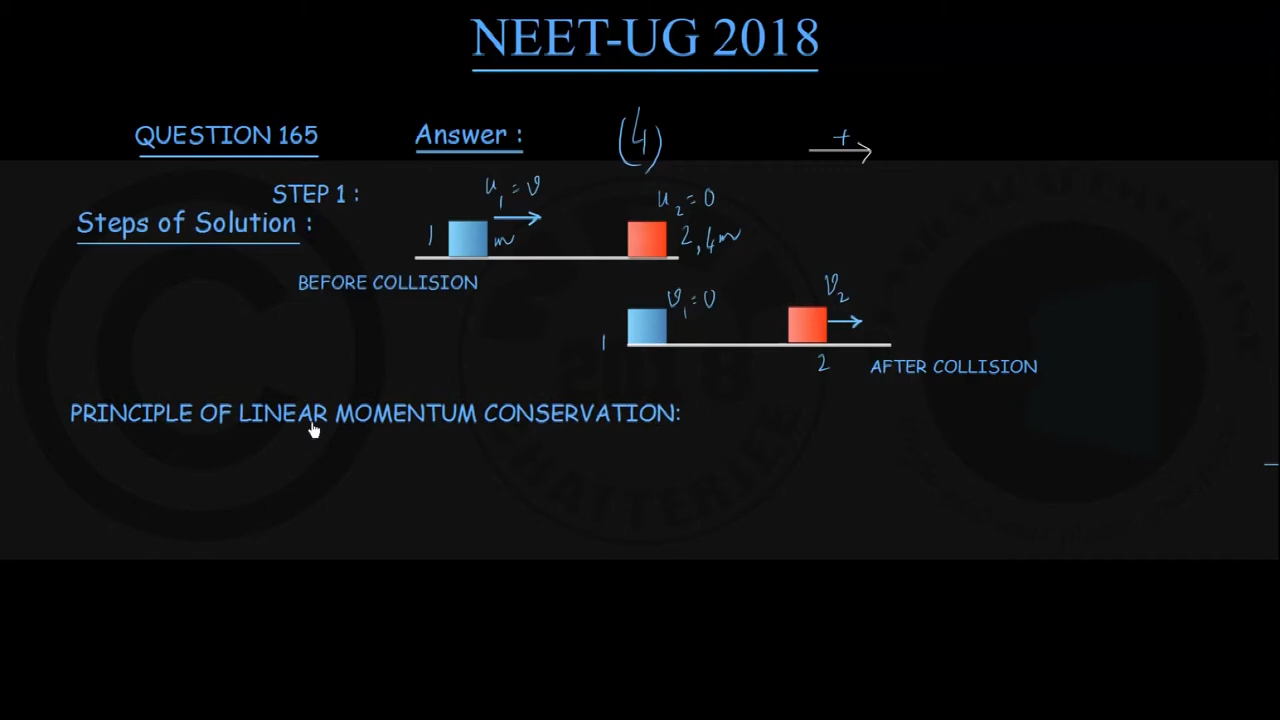 NEET-UG 2018
QUESTION 165
Answer :
(4)
+
STEP 1 :
u₁ = v
u₂ = 0
Steps of Solution :
1
m
2, 4m
BEFORE COLLISION
v₁ = 0
v₂
1
2
AFTER COLLISION
PRINCIPLE OF LINEAR MOMENTUM CONSERVATION: